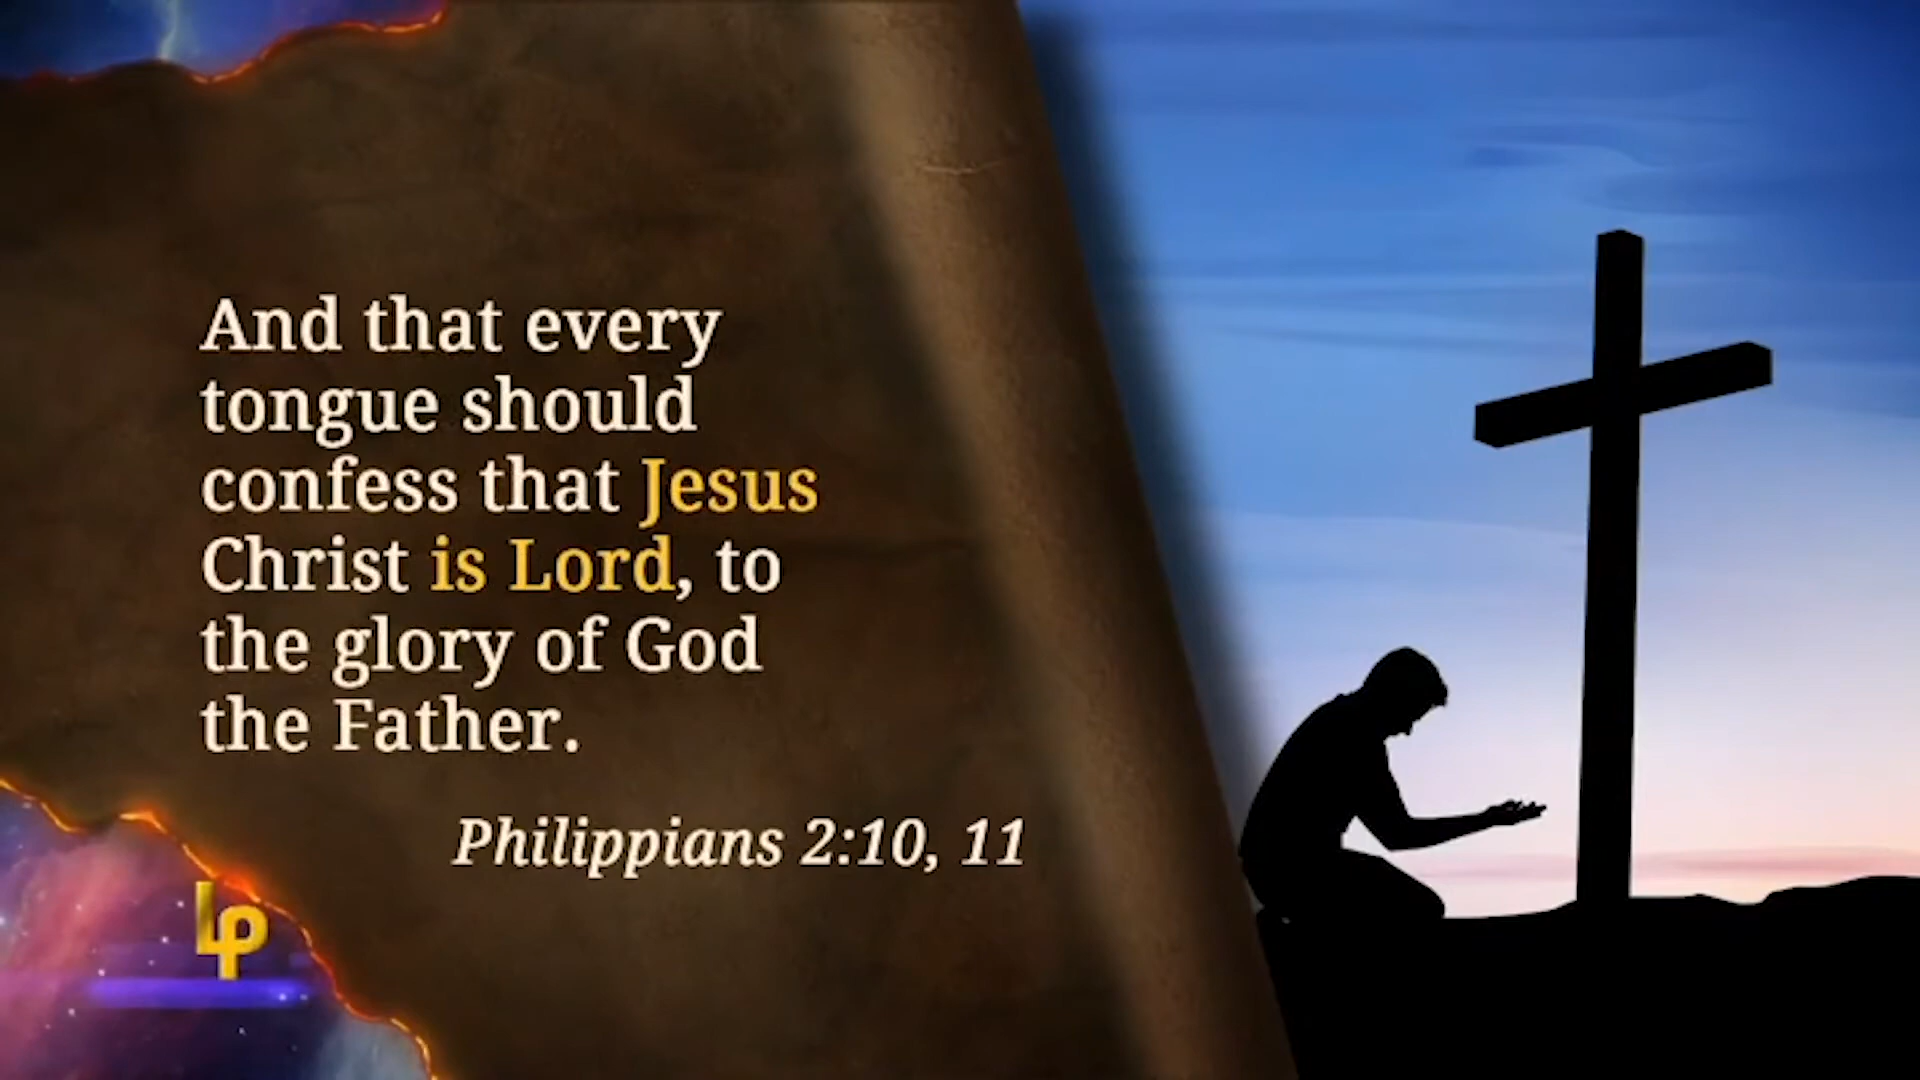 And that every
tongue should
confess that Jesus
Christ is Lord, to
the glory of God
the Father.
Philippians 2:10, 11
LP